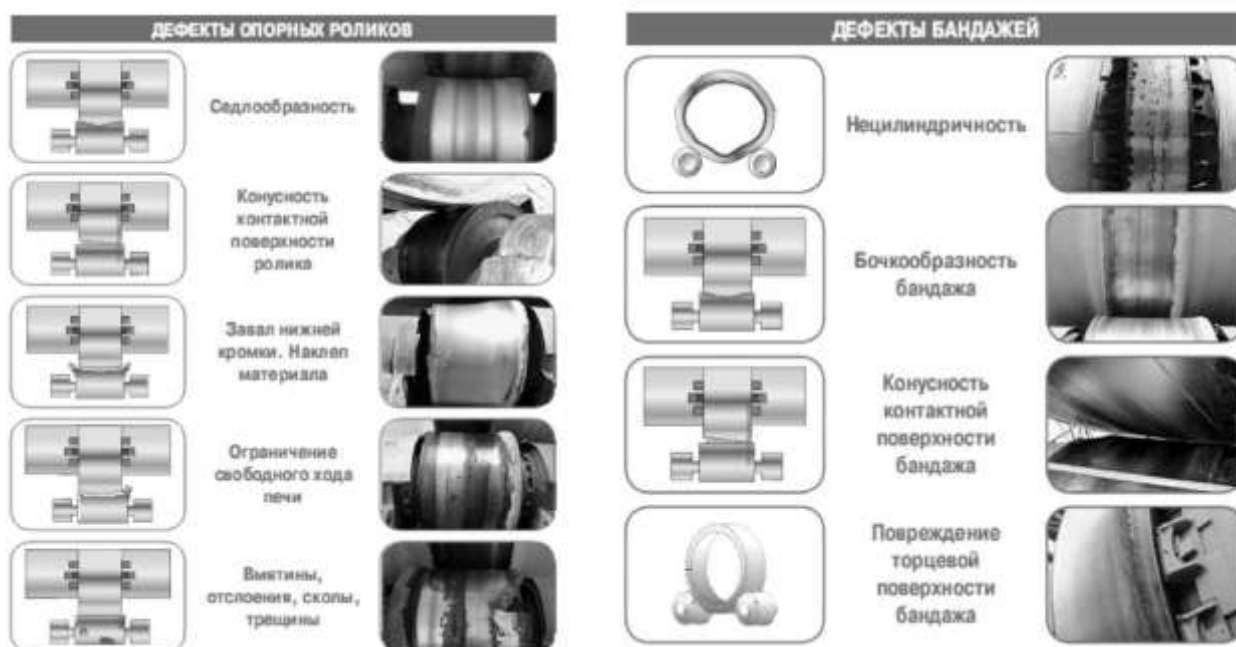 ДЕФЕКТЫ ОПОРНЫХ РОЛИКОВ
Седлообразность
Конусность
контактной
поверхности
ролика
Завал нижней
кромки. Наклеп
материала
Ограничение
свободного хода
печи
Вмятины,
отслоения, сколы,
трещины
ДЕФЕКТЫ БАНДАЖЕЙ
Нецилиндричность
Бочкообразность
бандажа
Конусность
контактной
поверхности
бандажа
Повреждение
торцевой
поверхности
бандажа